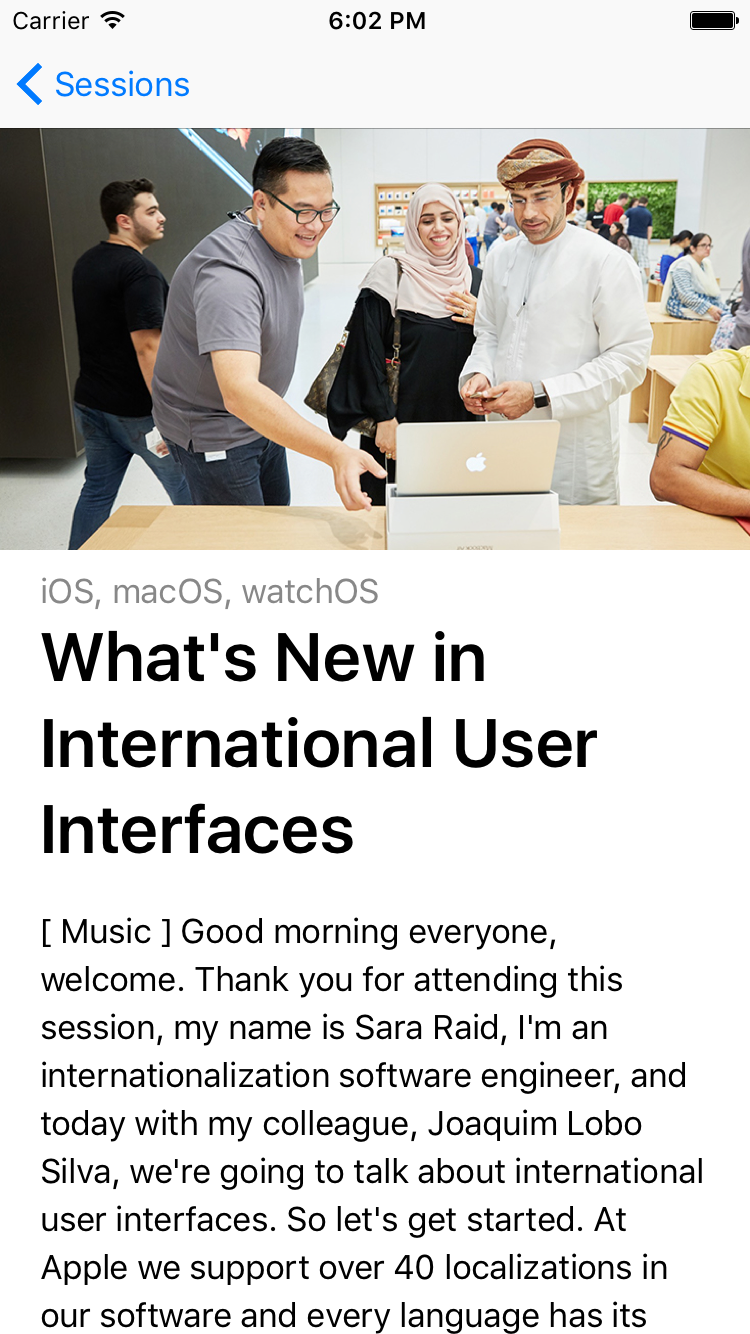 Carrier 6:02 PM
Sessions
iOS, macOS, watchOS
What's New in
International User
Interfaces
[ Music ] Good morning everyone,
welcome. Thank you for attending this
session, my name is Sara Raid, I'm an
internationalization software engineer, and
today with my colleague, Joaquim Lobo
Silva, we're going to talk about international
user interfaces. So let's get started. At
Apple we support over 40 localizations in
our software and every language has its